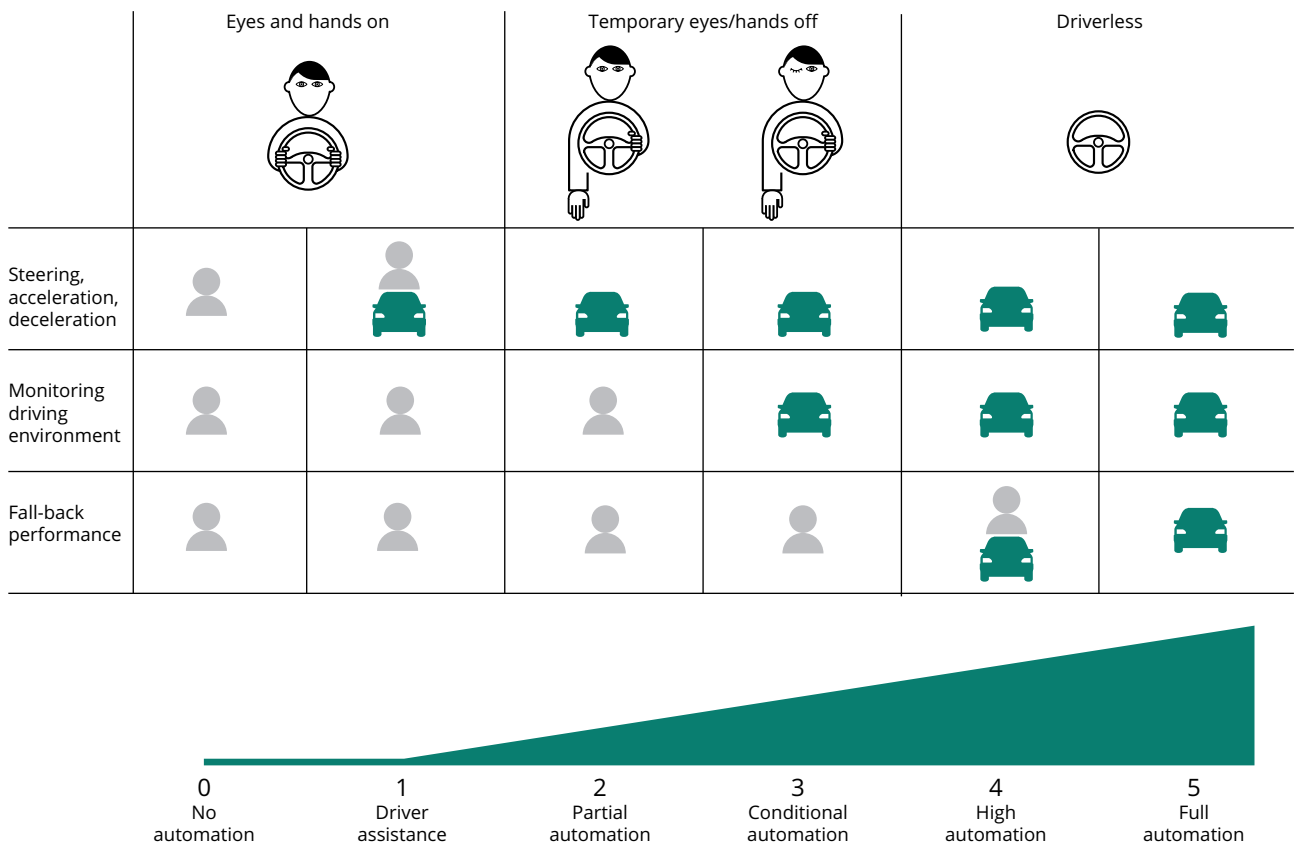 Eyes and hands on
Temporary eyes/hands off
Driverless
Steering,
acceleration,
deceleration
Monitoring
driving
environment
Fall-back
performance
0
No
automation
1
Driver
assistance
2
Partial
automation
3
Conditional
automation
4
High
automation
5
Full
automation